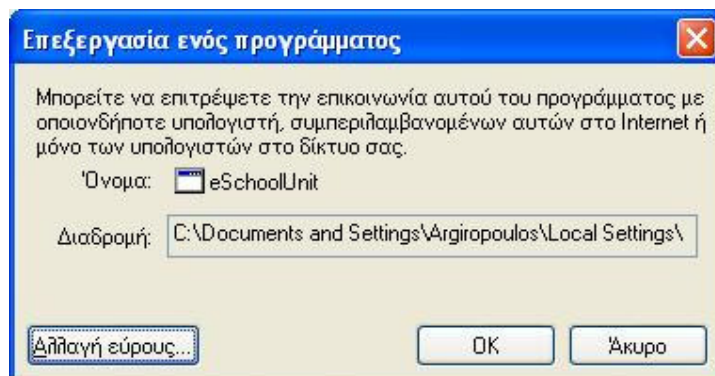 Επεξεργασία ενός προγράμματος
Μπορείτε να επιτρέψετε την επικοινωνία αυτού του προγράμματος με
οποιονδήποτε υπολογιστή, συμπεριλαμβανομένων αυτών στο Internet ή
μόνο των υπολογιστών στο δίκτυο σας.
Όνομα: eSchoolUnit
Διαδρομή: C:\Documents and Settings\Argiropoulos\Local Settings\
Αλλαγή εύρους... OK Άκυρο